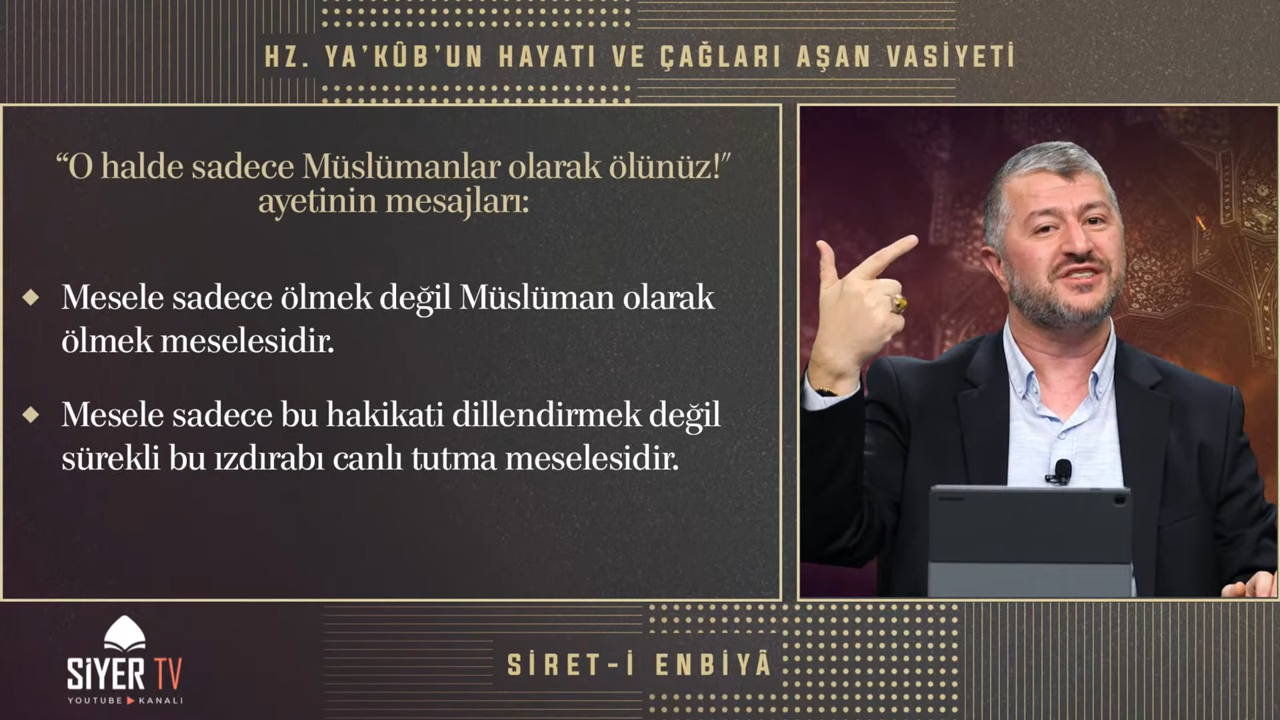 HZ. YA’KÛB’UN HAYATI VE ÇAĞLARI AŞAN VASİYETİ
“O halde sadece Müslümanlar olarak ölünüz!”
ayetinin mesajları:
Mesele sadece ölmek değil Müslüman olarak
ölmek meselesidir.
Mesele sadece bu hakikati dillendirmek değil
sürekli bu ızdırabı canlı tutma meselesidir.
SİYER TV
YOUTUBE KANALI
SİRET-İ ENBİYÂ